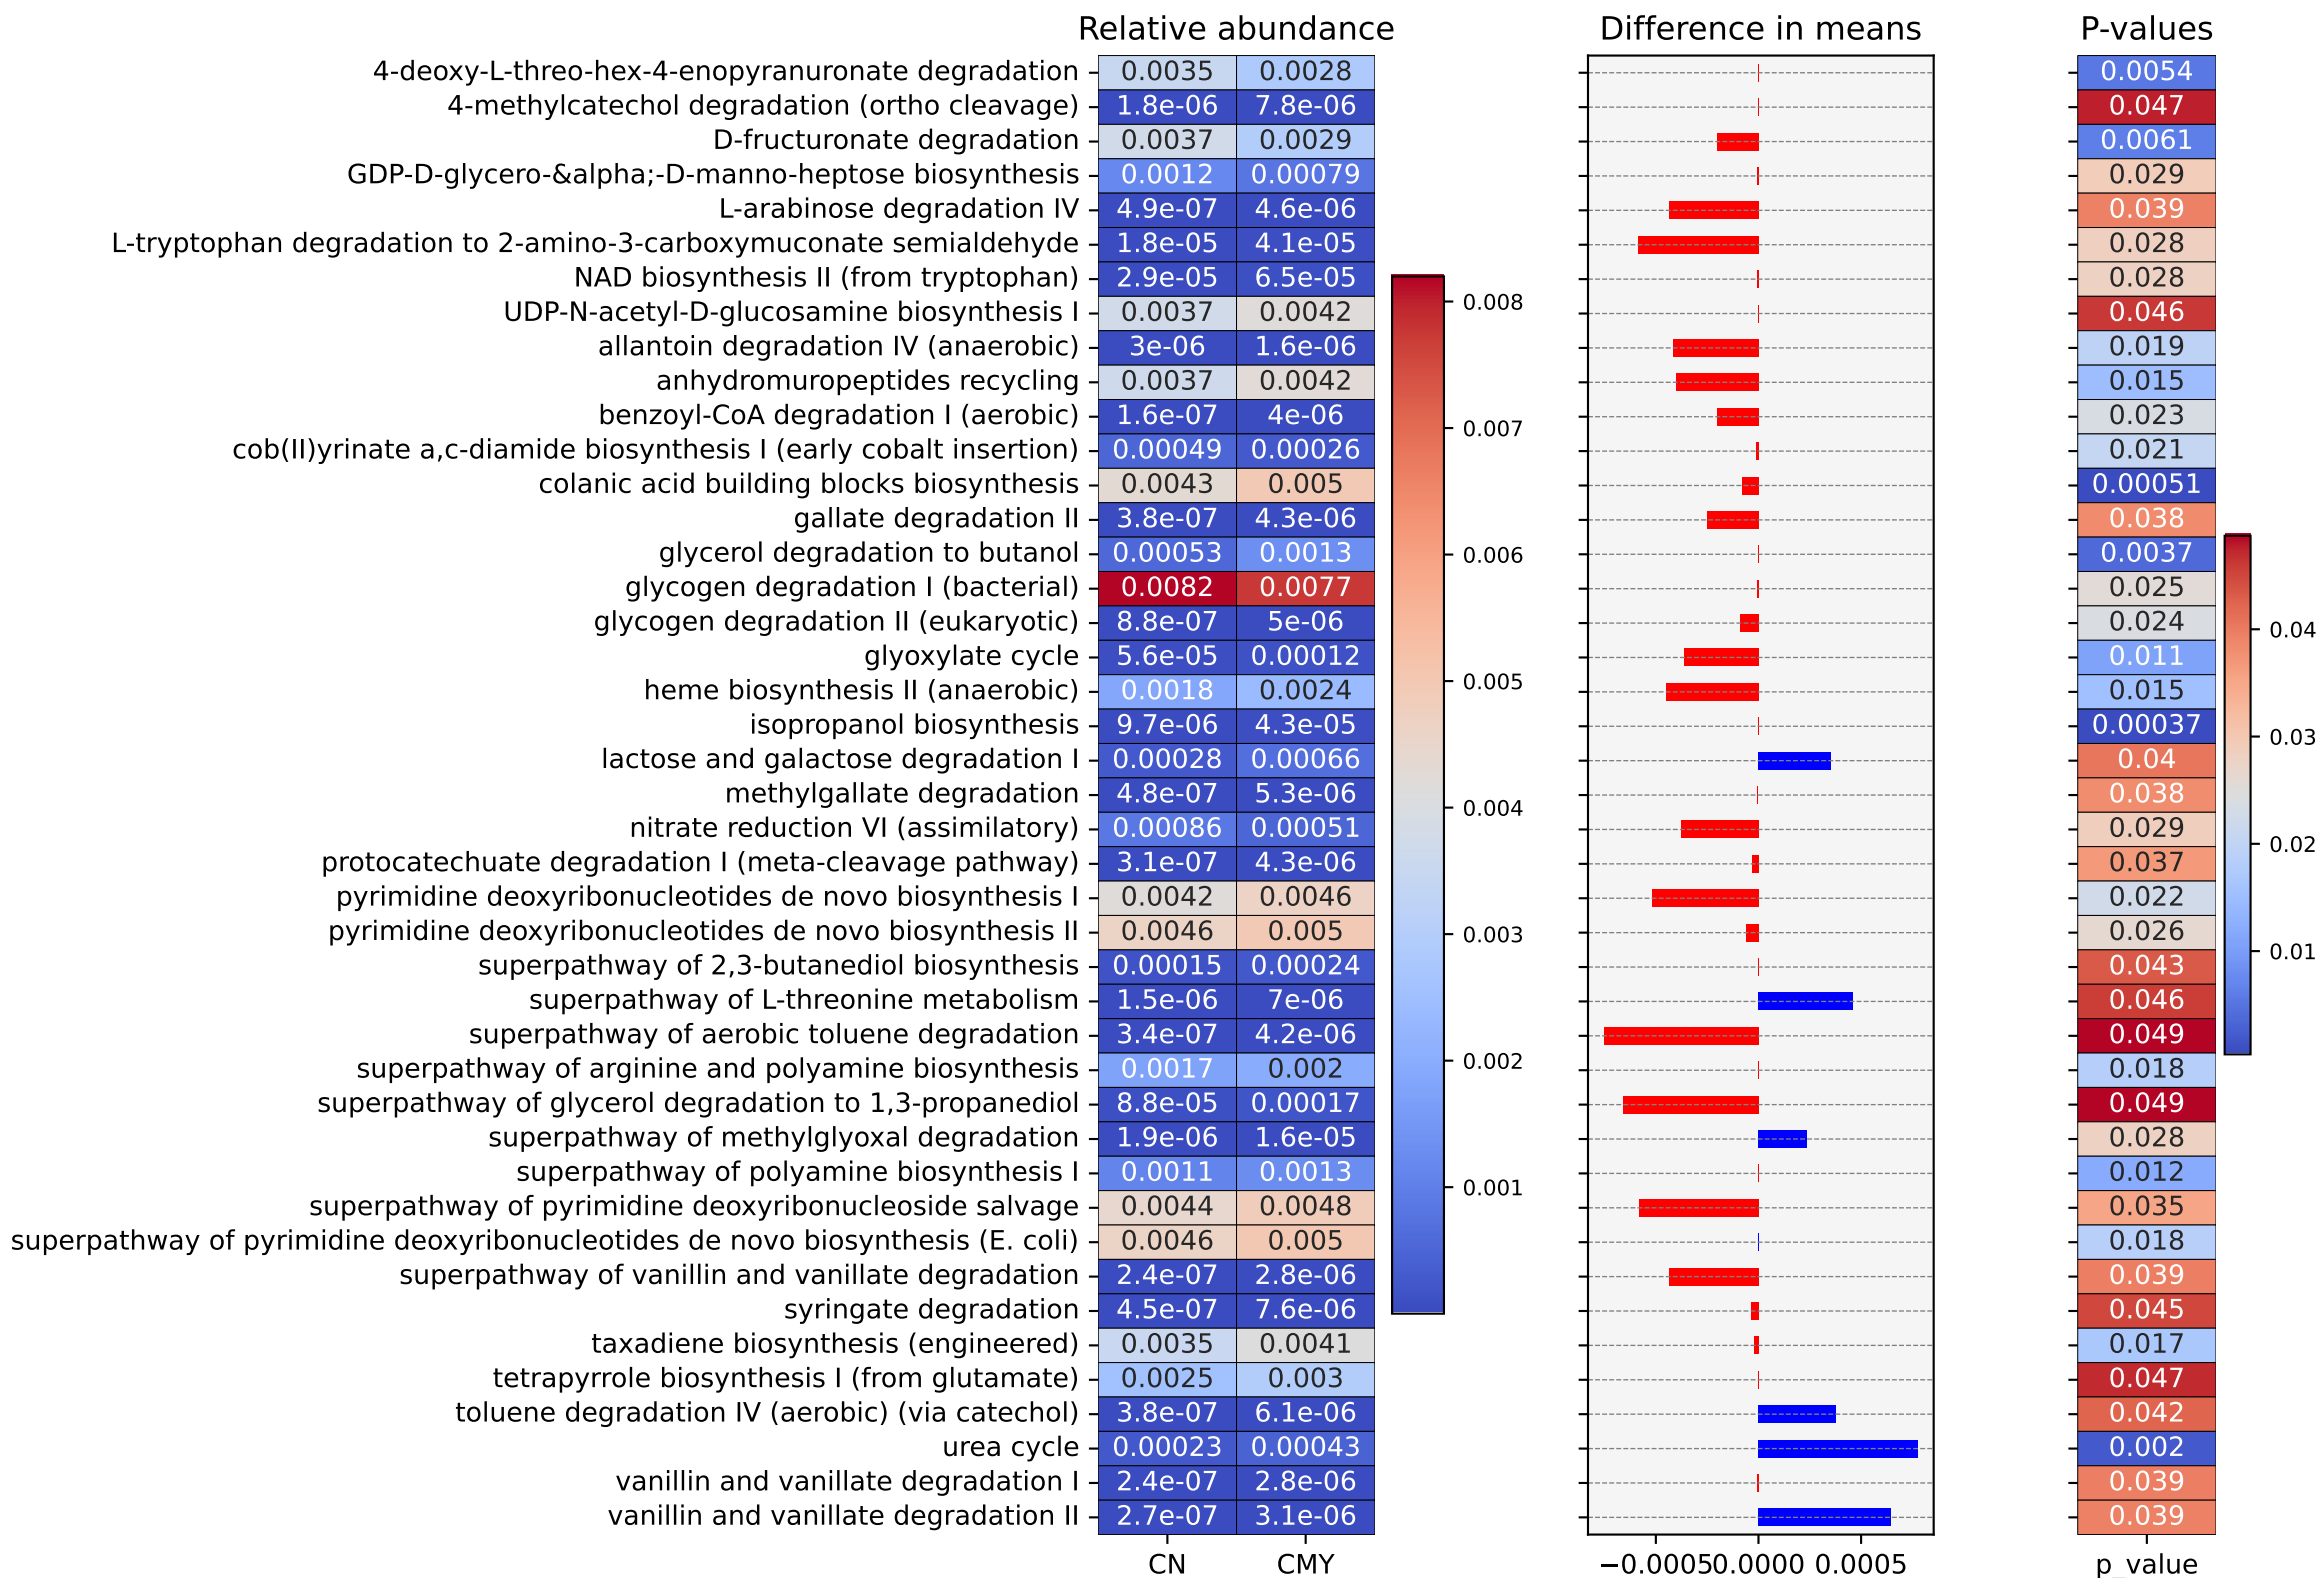 Relative abundance Difference in means P-values
4-deoxy-L-threo-hex-4-enopyranuronate degradation 0.0035 0.0028 0.0054
4-methylcatechol degradation (ortho cleavage) 1.8e-06 7.8e-06 0.047
D-fructuronate degradation 0.0037 0.0029 0.0061
GDP-D-glycero-&alpha;-D-manno-heptose biosynthesis 0.0012 0.00079 0.029
L-arabinose degradation IV 4.9e-07 4.6e-06 0.039
L-tryptophan degradation to 2-amino-3-carboxymuconate semialdehyde 1.8e-05 4.1e-05 0.028
NAD biosynthesis II (from tryptophan) 2.9e-05 6.5e-05 0.028
UDP-N-acetyl-D-glucosamine biosynthesis I 0.0037 0.0042 0.046
0.008
allantoin degradation IV (anaerobic) 3e-06 1.6e-06 0.019
anhydromuropeptides recycling 0.0037 0.0042 0.015
benzoyl-CoA degradation I (aerobic) 1.6e-07 4e-06 0.023
0.007
cob(II)yrinate a,c-diamide biosynthesis I (early cobalt insertion) 0.00049 0.00026 0.021
colanic acid building blocks biosynthesis 0.0043 0.005 0.00051
gallate degradation II 3.8e-07 4.3e-06 0.038
glycerol degradation to butanol 0.00053 0.0013 0.0037
0.006
glycogen degradation I (bacterial) 0.0082 0.0077 0.025
glycogen degradation II (eukaryotic) 8.8e-07 5e-06 0.024
0.04
glyoxylate cycle 5.6e-05 0.00012 0.011
0.005
heme biosynthesis II (anaerobic) 0.0018 0.0024 0.015
isopropanol biosynthesis 9.7e-06 4.3e-05 0.00037
0.03
lactose and galactose degradation I 0.00028 0.00066 0.04
methylgallate degradation 4.8e-07 5.3e-06 0.038
0.004
nitrate reduction VI (assimilatory) 0.00086 0.00051 0.029
0.02
protocatechuate degradation I (meta-cleavage pathway) 3.1e-07 4.3e-06 0.037
pyrimidine deoxyribonucleotides de novo biosynthesis I 0.0042 0.0046 0.022
pyrimidine deoxyribonucleotides de novo biosynthesis II 0.0046 0.005 0.026
0.003
0.01
superpathway of 2,3-butanediol biosynthesis 0.00015 0.00024 0.043
superpathway of L-threonine metabolism 1.5e-06 7e-06 0.046
superpathway of aerobic toluene degradation 3.4e-07 4.2e-06 0.049
0.002
superpathway of arginine and polyamine biosynthesis 0.0017 0.002 0.018
superpathway of glycerol degradation to 1,3-propanediol 8.8e-05 0.00017 0.049
superpathway of methylglyoxal degradation 1.9e-06 1.6e-05 0.028
superpathway of polyamine biosynthesis I 0.0011 0.0013 0.012
0.001
superpathway of pyrimidine deoxyribonucleoside salvage 0.0044 0.0048 0.035
superpathway of pyrimidine deoxyribonucleotides de novo biosynthesis (E. coli) 0.0046 0.005 0.018
superpathway of vanillin and vanillate degradation 2.4e-07 2.8e-06 0.039
syringate degradation 4.5e-07 7.6e-06 0.045
taxadiene biosynthesis (engineered) 0.0035 0.0041 0.017
tetrapyrrole biosynthesis I (from glutamate) 0.0025 0.003 0.047
toluene degradation IV (aerobic) (via catechol) 3.8e-07 6.1e-06 0.042
urea cycle 0.00023 0.00043 0.002
vanillin and vanillate degradation I 2.4e-07 2.8e-06 0.039
vanillin and vanillate degradation II 2.7e-07 3.1e-06 0.039
CN CMY −0.0005 0.0000 0.0005 p_value